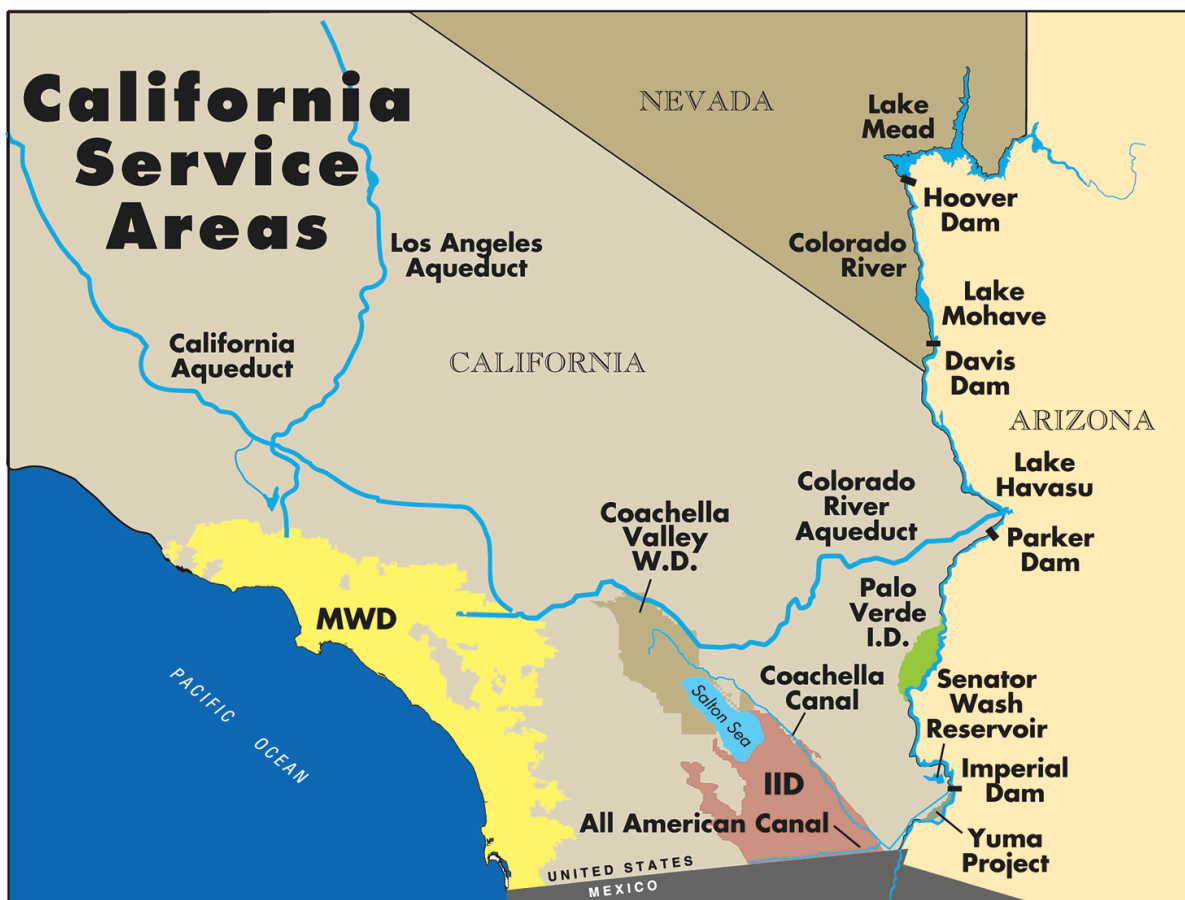 California
Service
Areas
NEVADA
Lake
Mead
Hoover
Dam
Colorado
River
Los Angeles
Aqueduct
Lake
Mohave
California
Aqueduct
CALIFORNIA
Davis
Dam
ARIZONA
Lake
Havasu
Colorado
River
Aqueduct
Coachella
Valley
W.D.
Parker
Dam
Palo
Verde
I.D.
MWD
Coachella
Canal
Senator
Wash
Reservoir
PACIFIC OCEAN
Salton Sea
IID
Imperial
Dam
All American Canal
Yuma
Project
UNITED STATES
MEXICO